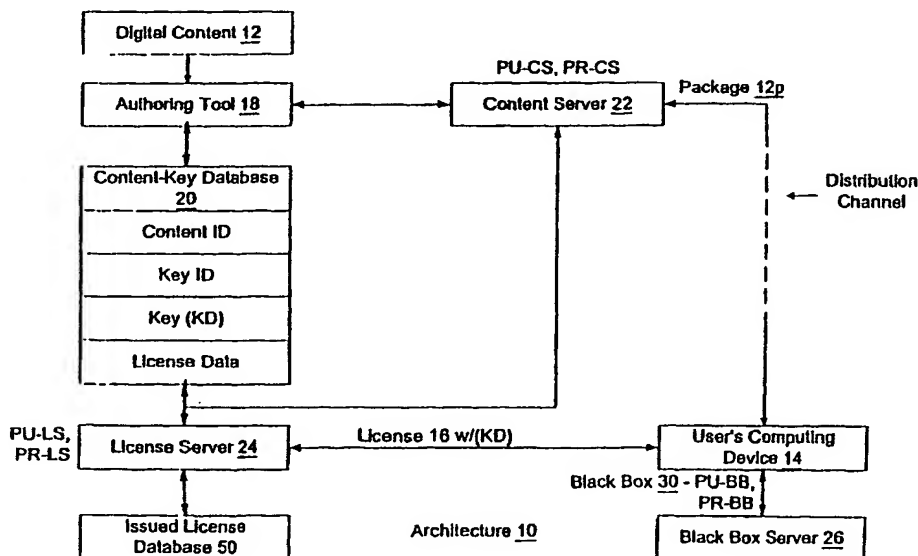 Digital Content 12
PU-CS, PR-CS
Package 12p
Authoring Tool 18
Content Server 22
Content-Key Database
20
Distribution
Channel
Content ID
Key ID
Key (KD)
License Data
PU-LS,
PR-LS
License Server 24
License 16 w/(KD)
User's Computing
Device 14
Black Box 30 - PU-BB,
PR-BB
Issued License
Database 50
Architecture 10
Black Box Server 26